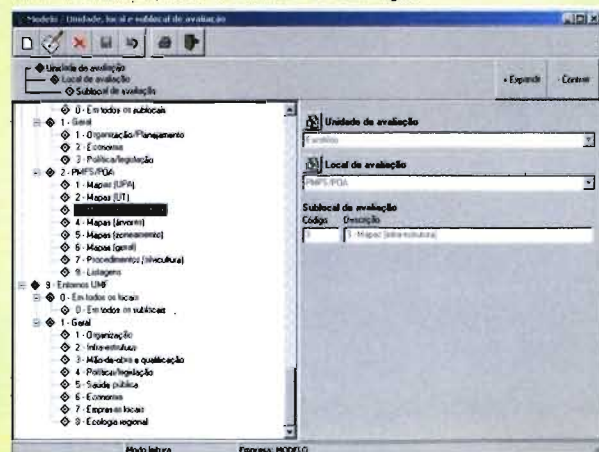 Modelo / Unidade, local e sublocal de avaliação
Unidade de avaliação
Local de avaliação
Sublocal de avaliação
+ Expandir
- Contrair
0 - Em todos os sublocais
1 - Geral
1 - Organização/Planejamento
2 - Economia
3 - Política/legislação
2 - PMFS/POA
1 - Mapas (UPA)
2 - Mapas (UT)
4 - Mapas (árvores)
5 - Mapas (zoneamento)
6 - Mapas (geral)
7 - Procedimentos (silvicultura)
8 - Listagens
9 - Entornos UMF
0 - Em todos os locais
0 - Em todos os sublocais
1 - Geral
1 - Organização
2 - Infra-estrutura
3 - Mão-de-obra e qualificação
4 - Política/legislação
5 - Saúde pública
6 - Economia
7 - Empresas locais
8 - Ecologia regional
Unidade de avaliação
Escritório
Local de avaliação
PMFS/POA
Sublocal de avaliação
Código Descrição
3 3 - Mapas (infra-estrutura)
Modo leitura
Empresa: MODELO